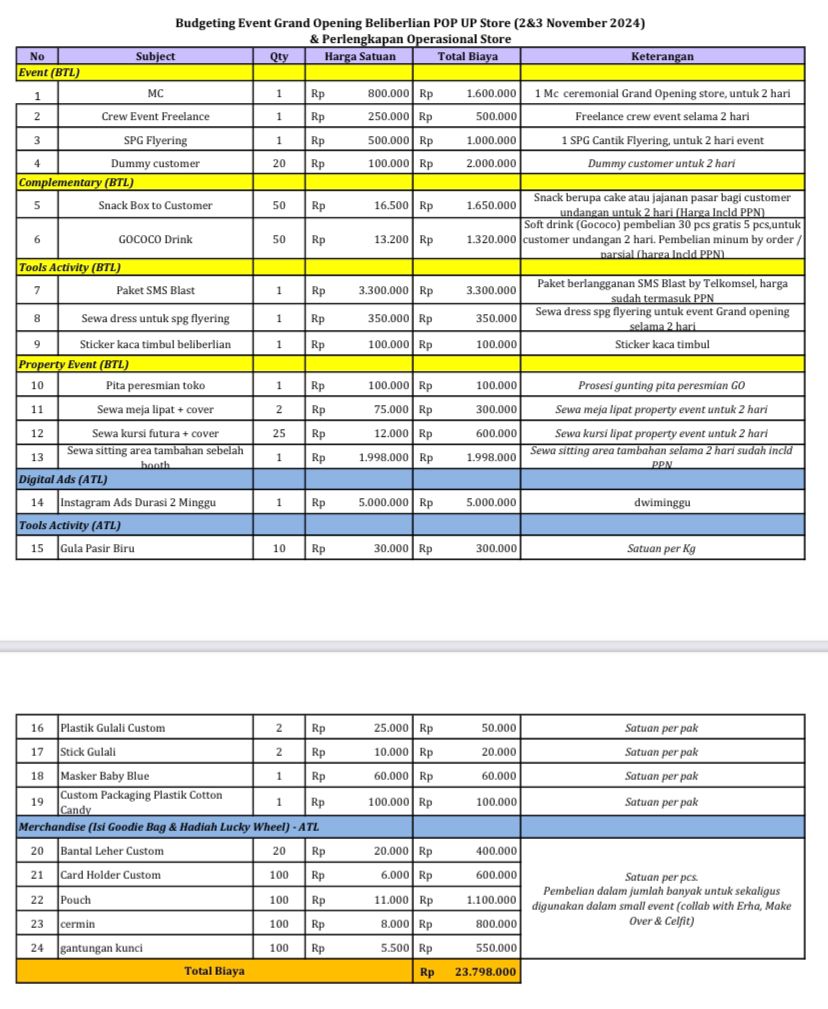 Budgeting Event Grand Opening Beliberlian POP UP Store (2&3 November 2024)
& Perlengkapan Operasional Store
No Subject Qty Harga Satuan Total Biaya Keterangan
Event (BTL)
1 MC 1 Rp 800.000 Rp 1.600.000 1 Mc ceremonial Grand Opening store, untuk 2 hari
2 Crew Event Freelance 1 Rp 250.000 Rp 500.000 Freelance crew event selama 2 hari
3 SPG Flyering 1 Rp 500.000 Rp 1.000.000 1 SPG Cantik Flyering, untuk 2 hari event
4 Dummy customer 20 Rp 100.000 Rp 2.000.000 Dummy customer untuk 2 hari
Complementary (BTL)
5 Snack Box to Customer 50 Rp 16.500 Rp 1.650.000 Snack berupa cake atau jajanan pasar bagi customer
undangan untuk 2 hari (Harga Incld PPN)
6 GOCOCO Drink 50 Rp 13.200 Rp 1.320.000 Soft drink (Gococo) pembelian 30 pcs gratis 5 pcs,untuk
customer undangan 2 hari. Pembelian minum by order /
parsial (harga Incld PPN)
Tools Activity (BTL)
7 Paket SMS Blast 1 Rp 3.300.000 Rp 3.300.000 Paket berlangganan SMS Blast by Telkomsel, harga
sudah termasuk PPN
8 Sewa dress untuk spg flyering 1 Rp 350.000 Rp 350.000 Sewa dress spg flyering untuk event Grand opening
selama 2 hari
9 Sticker kaca timbul beliberlian 1 Rp 100.000 Rp 100.000 Sticker kaca timbul
Property Event (BTL)
10 Pita peresmian toko 1 Rp 100.000 Rp 100.000 Prosesi gunting pita peresmian GO
11 Sewa meja lipat + cover 2 Rp 75.000 Rp 300.000 Sewa meja lipat property event untuk 2 hari
12 Sewa kursi futura + cover 25 Rp 12.000 Rp 600.000 Sewa kursi lipat property event untuk 2 hari
13 Sewa sitting area tambahan sebelah
booth 1 Rp 1.998.000 Rp 1.998.000 Sewa sitting area tambahan selama 2 hari sudah incld
PPN
Digital Ads (ATL)
14 Instagram Ads Durasi 2 Minggu 1 Rp 5.000.000 Rp 5.000.000 dwiminggu
Tools Activity (ATL)
15 Gula Pasir Biru 10 Rp 30.000 Rp 300.000 Satuan per Kg
16 Plastik Gulali Custom 2 Rp 25.000 Rp 50.000 Satuan per pak
17 Stick Gulali 2 Rp 10.000 Rp 20.000 Satuan per pak
18 Masker Baby Blue 1 Rp 60.000 Rp 60.000 Satuan per pak
19 Custom Packaging Plastik Cotton
Candy 1 Rp 100.000 Rp 100.000 Satuan per pak
Merchandise (Isi Goodie Bag & Hadiah Lucky Wheel) - ATL
20 Bantal Leher Custom 20 Rp 20.000 Rp 400.000
21 Card Holder Custom 100 Rp 6.000 Rp 600.000
22 Pouch 100 Rp 11.000 Rp 1.100.000
23 cermin 100 Rp 8.000 Rp 800.000
24 gantungan kunci 100 Rp 5.500 Rp 550.000
Satuan per pcs.
Pembelian dalam jumlah banyak untuk sekaligus
digunakan dalam small event (collab with Erha, Make
Over & Celfit)
Total Biaya Rp 23.798.000